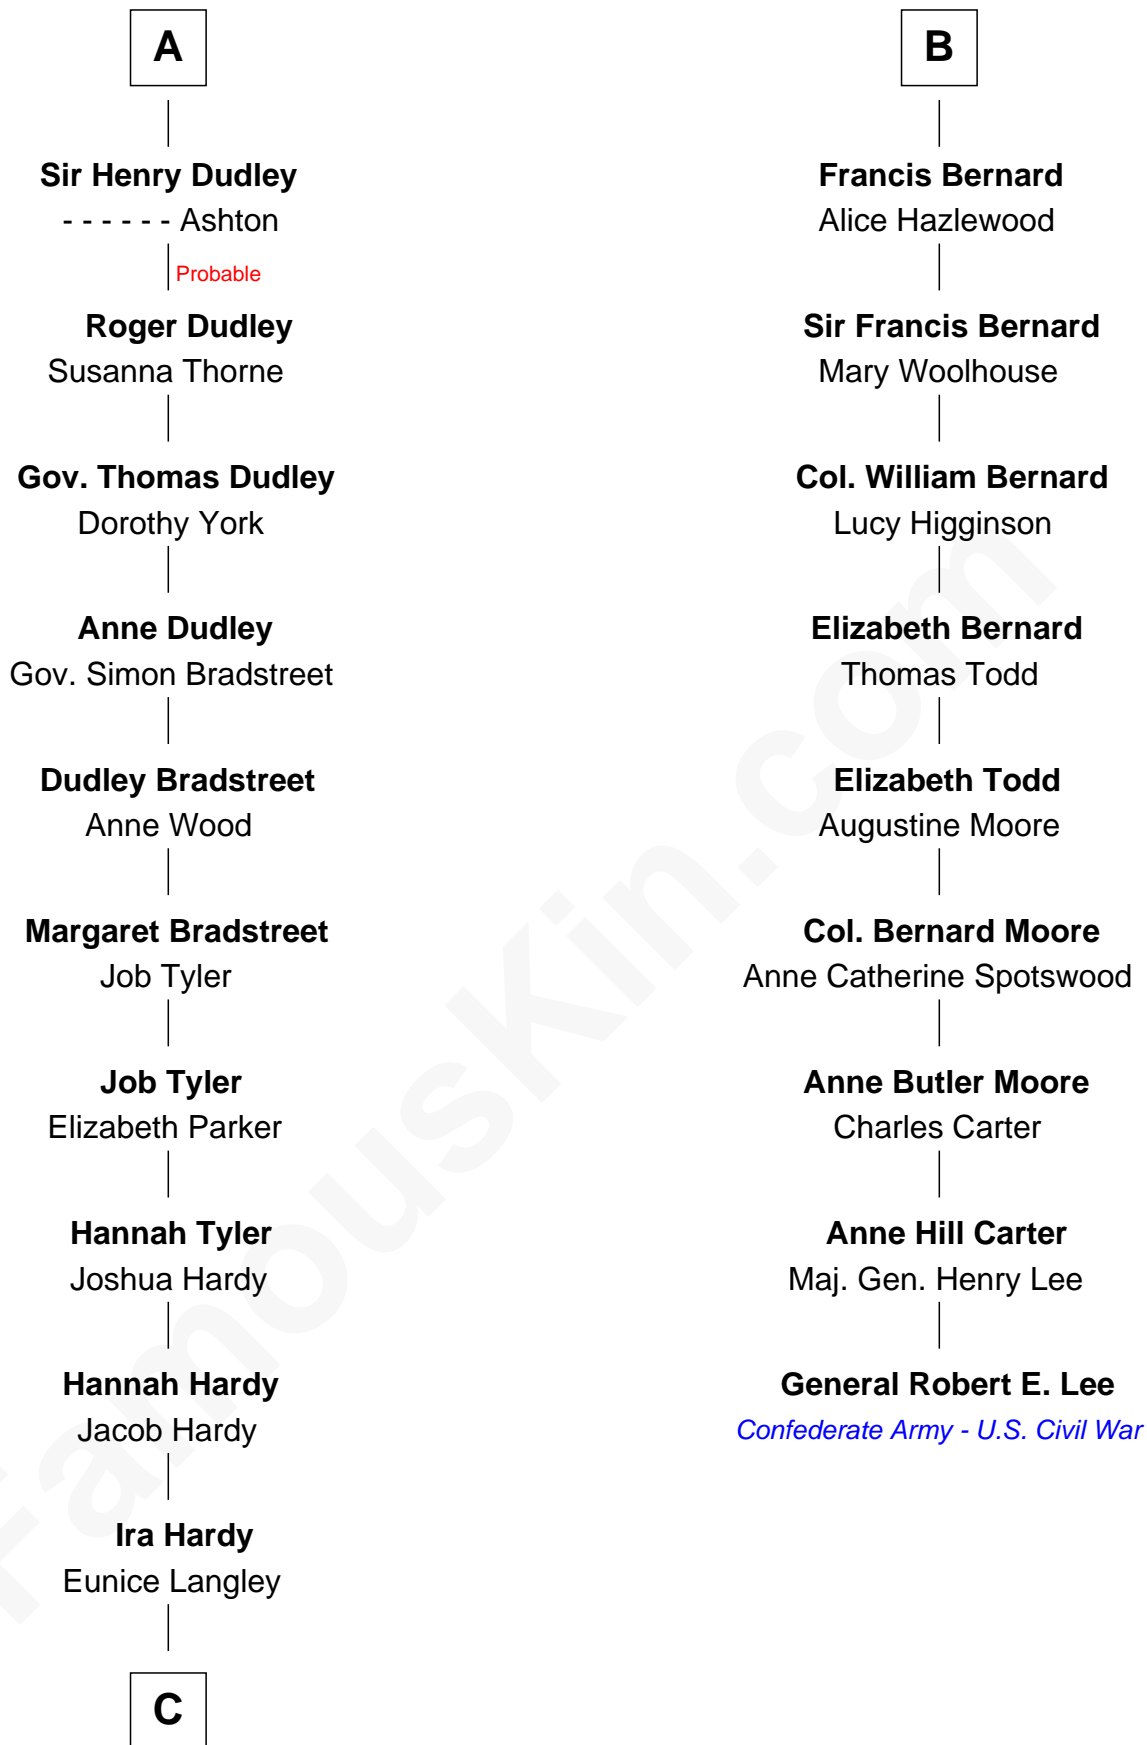 A
Sir Henry Dudley
- - - - - - Ashton
Probable
Roger Dudley
Susanna Thorne
Gov. Thomas Dudley
Dorothy York
Anne Dudley
Gov. Simon Bradstreet
Dudley Bradstreet
Anne Wood
Margaret Bradstreet
Job Tyler
Job Tyler
Elizabeth Parker
Hannah Tyler
Joshua Hardy
Hannah Hardy
Jacob Hardy
Ira Hardy
Eunice Langley
C
B
Francis Bernard
Alice Hazlewood
Sir Francis Bernard
Mary Woolhouse
Col. William Bernard
Lucy Higginson
Elizabeth Bernard
Thomas Todd
Elizabeth Todd
Augustine Moore
Col. Bernard Moore
Anne Catherine Spotswood
Anne Butler Moore
Charles Carter
Anne Hill Carter
Maj. Gen. Henry Lee
General Robert E. Lee
Confederate Army - U.S. Civil War
FamousKin.com